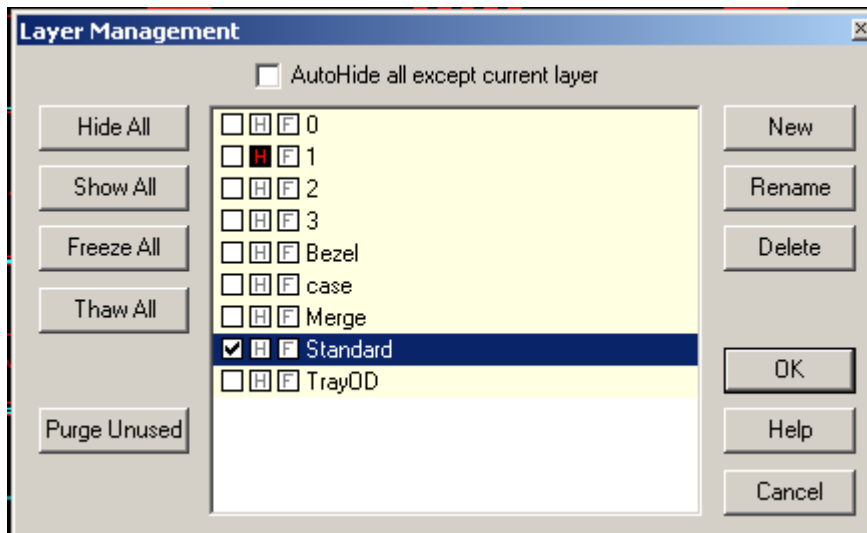 Layer Management
AutoHide all except current layer
Hide All
Show All
Freeze All
Thaw All
Purge Unused
H F 0
H F 1
H F 2
H F 3
H F Bezel
H F case
H F Merge
H F Standard
H F TrayOD
New
Rename
Delete
OK
Help
Cancel